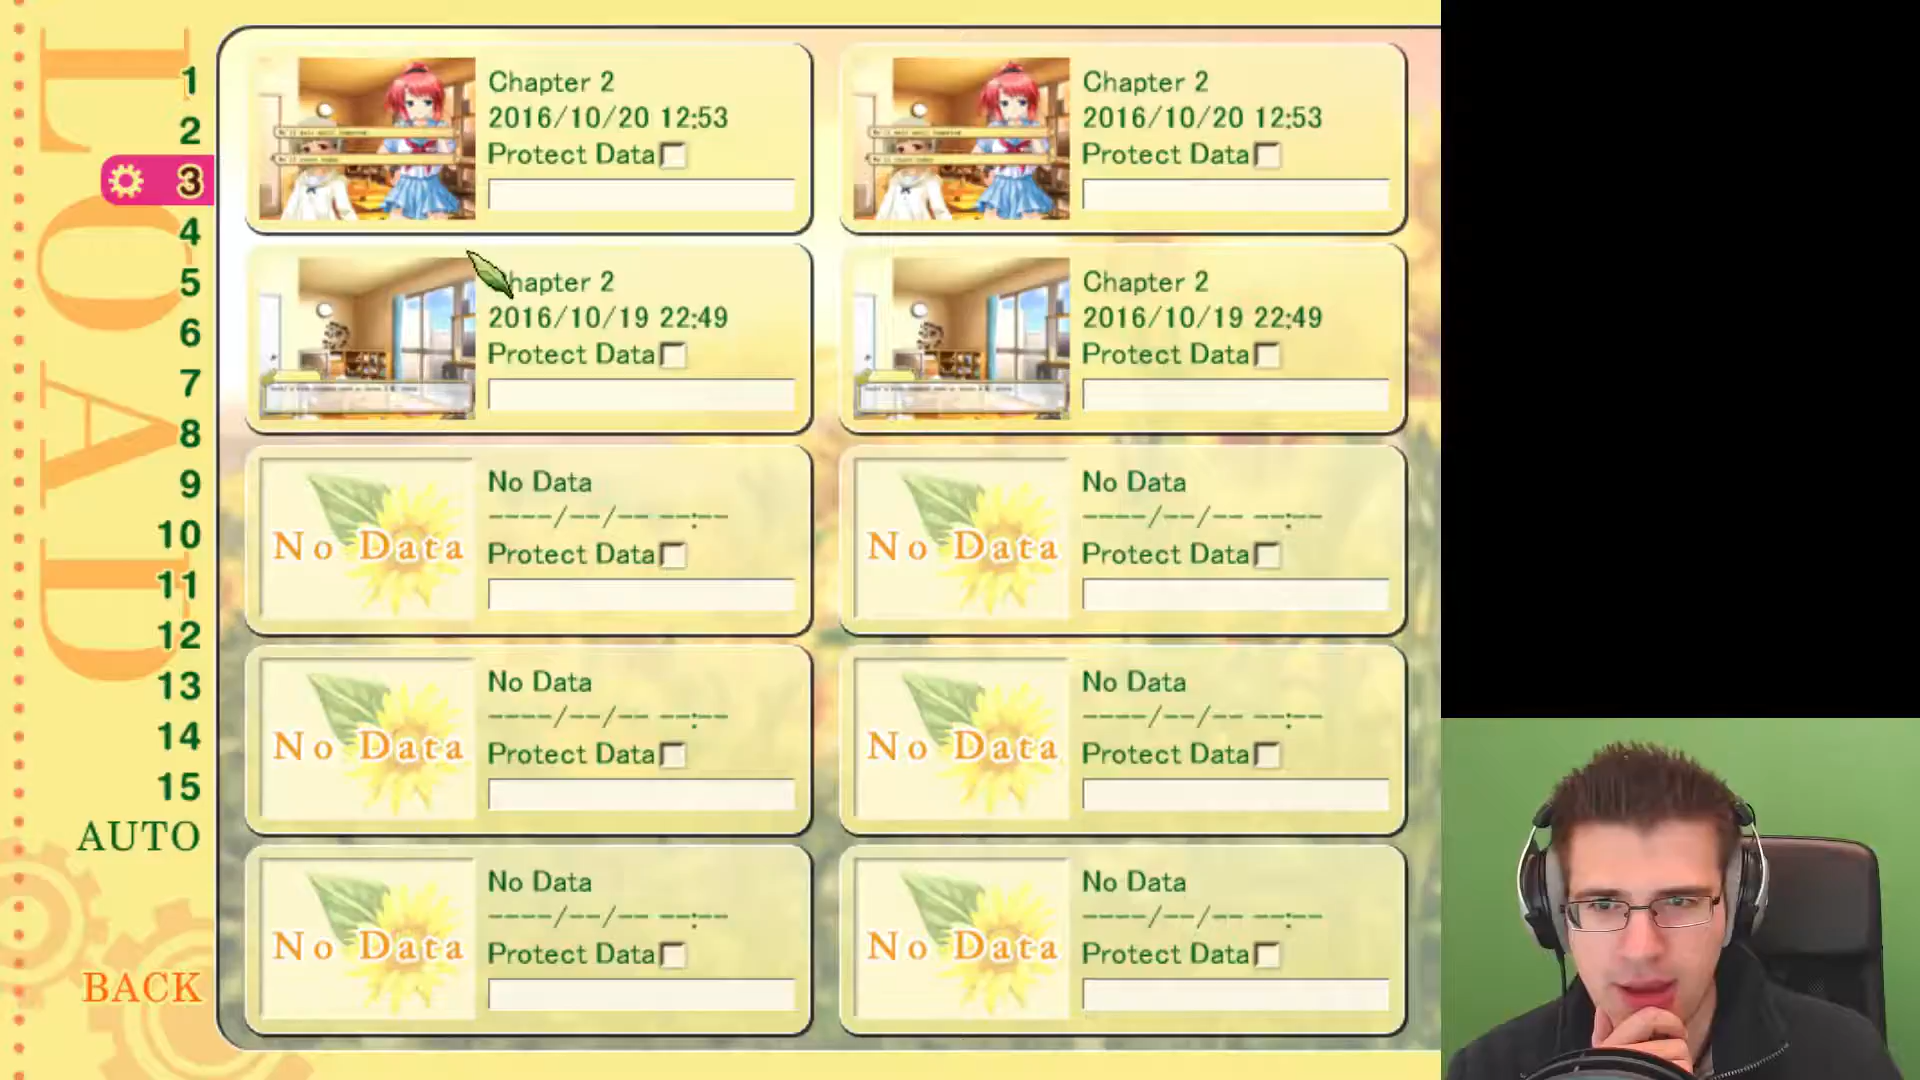 LOAD
1
2
3
4
5
6
7
8
9
10
11
12
13
14
15
AUTO
BACK
Chapter 2
2016/10/20 12:53
Protect Data
Chapter 2
2016/10/20 12:53
Protect Data
Chapter 2
2016/10/19 22:49
Protect Data
Chapter 2
2016/10/19 22:49
Protect Data
No Data
No Data
----/--/-- --:--
Protect Data
No Data
No Data
----/--/-- --:--
Protect Data
No Data
No Data
----/--/-- --:--
Protect Data
No Data
No Data
----/--/-- --:--
Protect Data
No Data
No Data
----/--/-- --:--
Protect Data
No Data
No Data
----/--/-- --:--
Protect Data